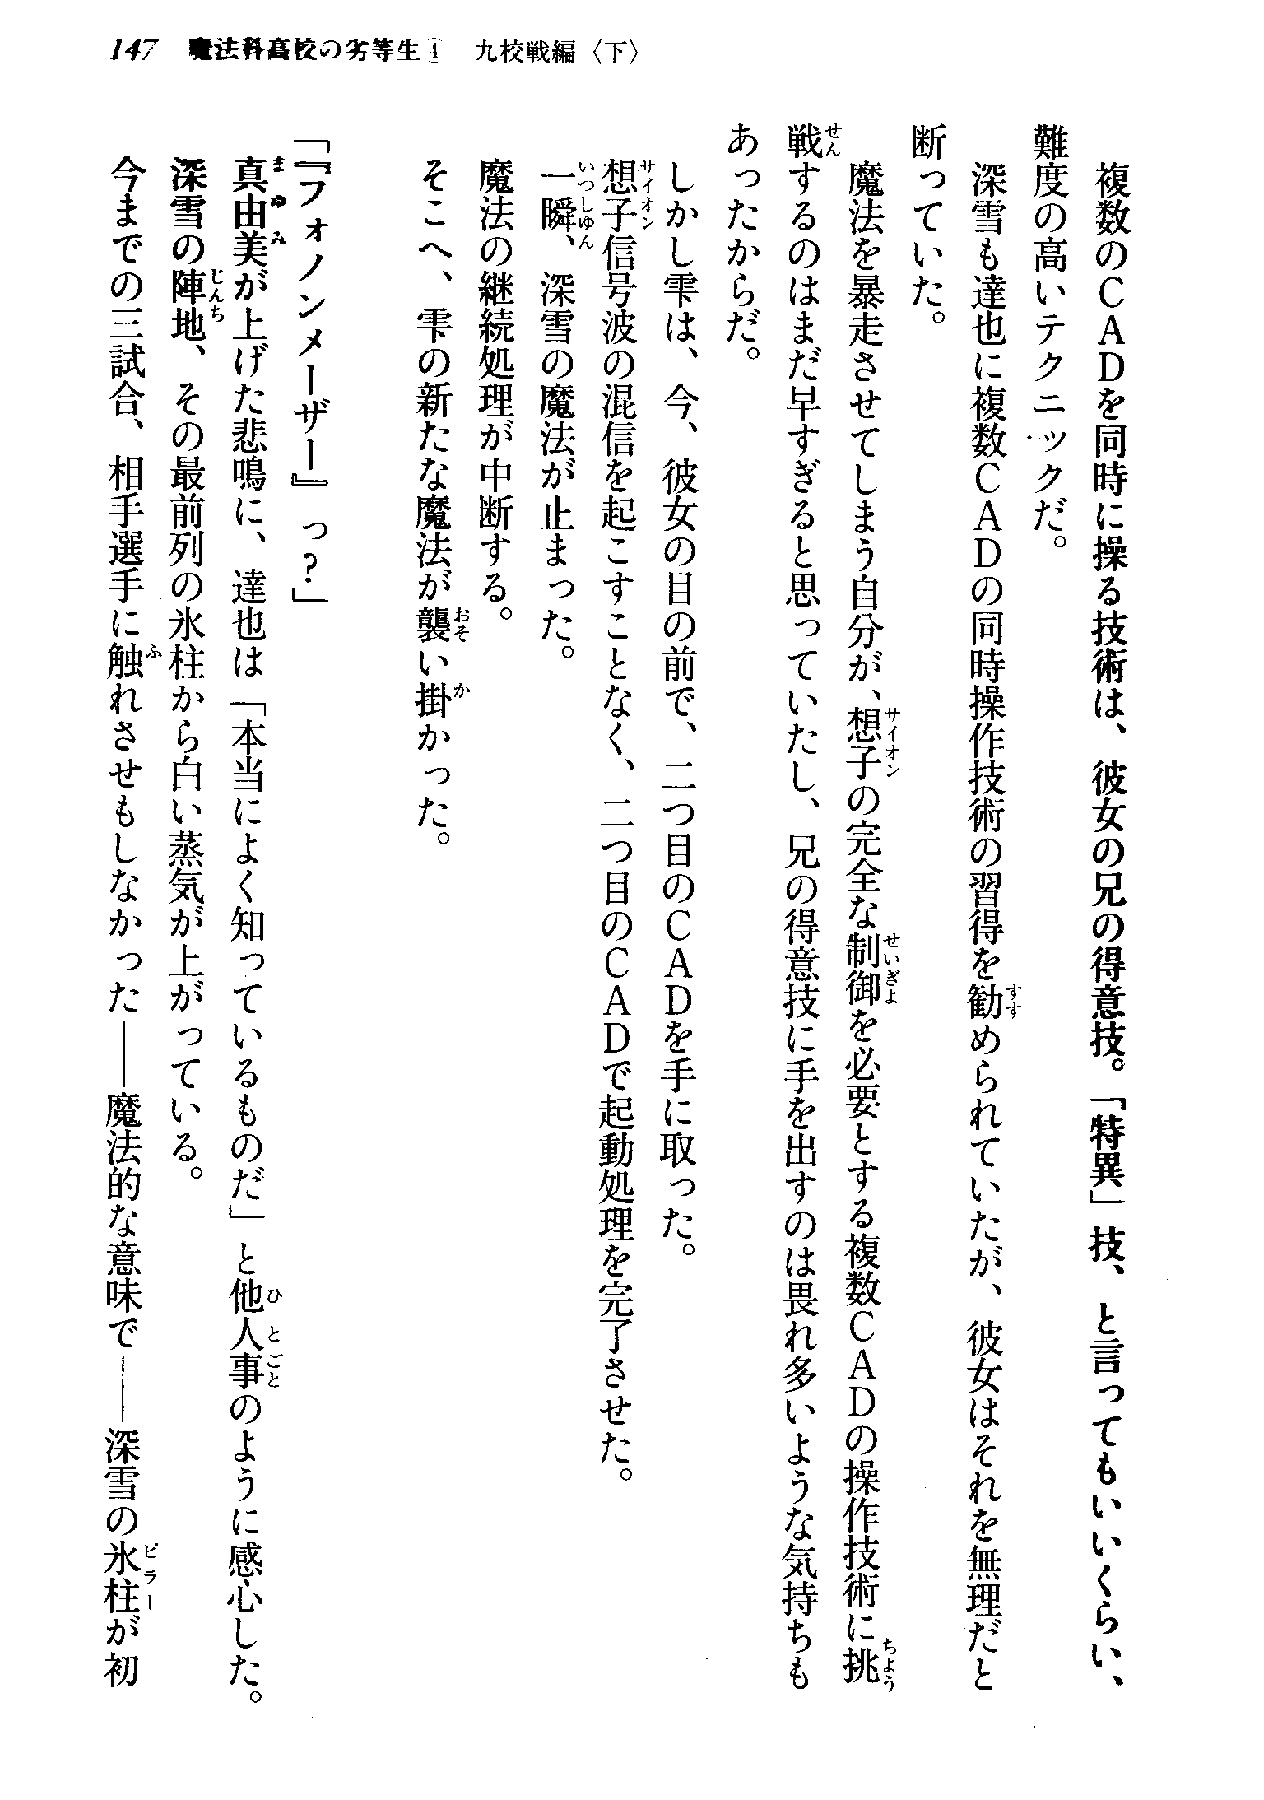 147 魔法科高校の劣等生④ 九校戦編〈下〉
複数のＣＡＤを同時に操る技術は、彼女の兄の得意技。「特異」技、と言ってもいいくらい、
難度の高いテクニックだ。
深雪も達也に複数ＣＡＤの同時操作技術の習得を勧められていたが、彼女はそれを無理だと
断っていた。
魔法を暴走させてしまう自分が、想子の完全な制御を必要とする複数ＣＡＤの操作技術に挑
戦するのはまだ早すぎると思っていたし、兄の得意技に手を出すのは畏れ多いような気持ちも
あったからだ。
しかし雫は、今、彼女の目の前で、二つ目のＣＡＤを手に取った。
想子信号波の混信を起こすことなく、二つ目のＣＡＤで起動処理を完了させた。
一瞬、深雪の魔法が止まった。
魔法の継続処理が中断する。
そこへ、雫の新たな魔法が襲い掛かった。
「『フォノンメーザー』っ？」
真由美が上げた悲鳴に、達也は「本当によく知っているものだ」と他人事のように感心した。
深雪の陣地、その最前列の氷柱から白い蒸気が上がっている。
今までの三試合、相手選手に触れさせもしなかった――魔法的な意味で――深雪の氷柱が初